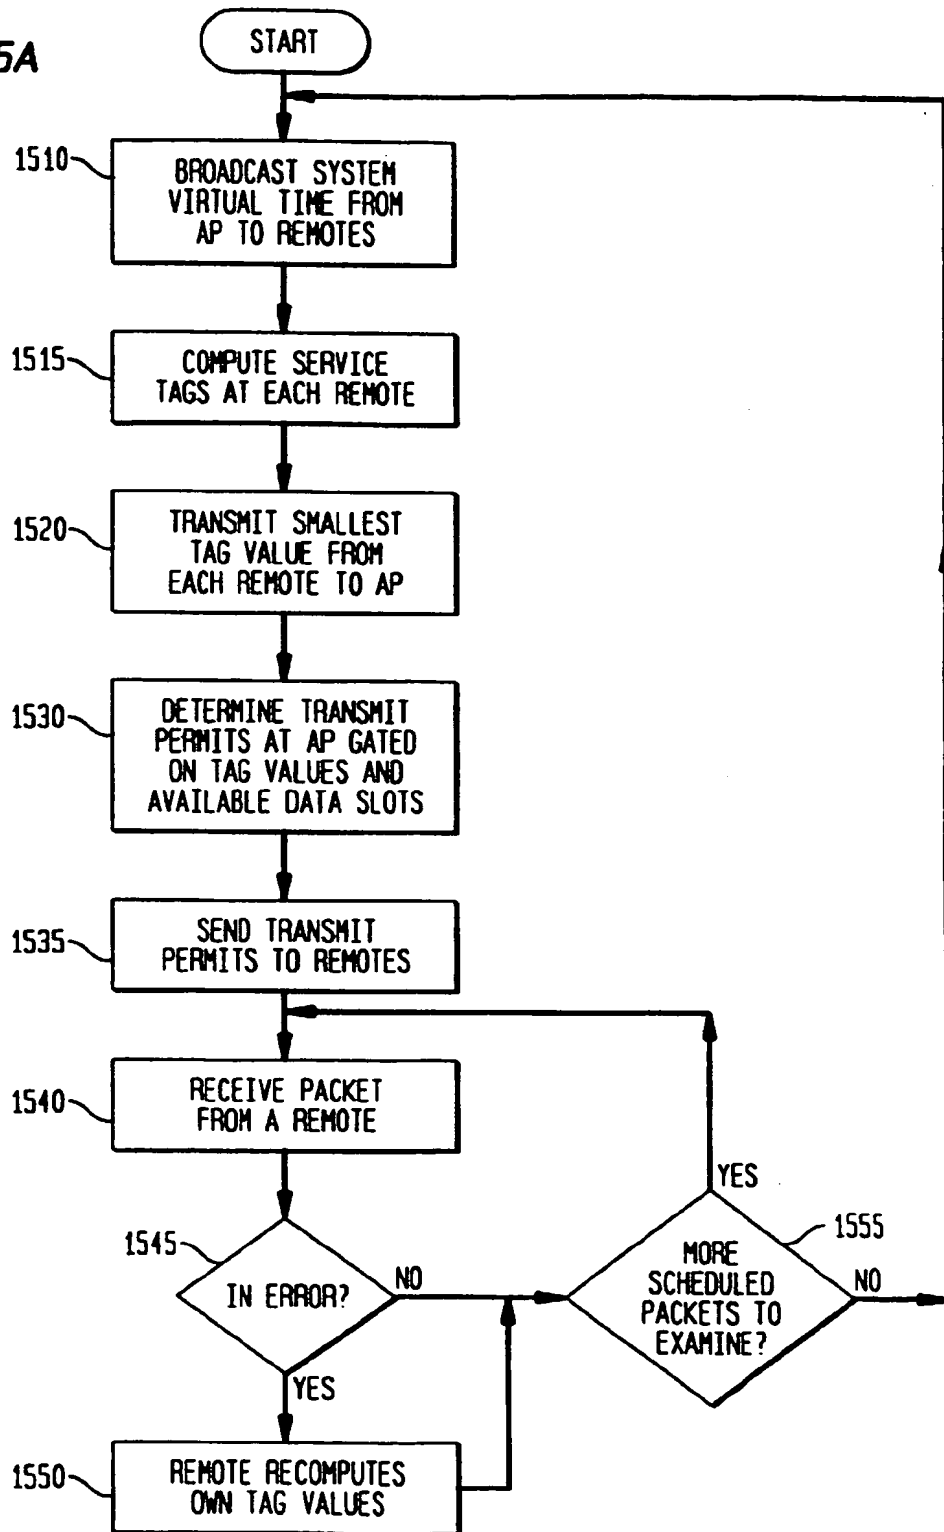 5A
START
1510
BROADCAST SYSTEM
VIRTUAL TIME FROM
AP TO REMOTES
1515
COMPUTE SERVICE
TAGS AT EACH REMOTE
1520
TRANSMIT SMALLEST
TAG VALUE FROM
EACH REMOTE TO AP
1530
DETERMINE TRANSMIT
PERMITS AT AP GATED
ON TAG VALUES AND
AVAILABLE DATA SLOTS
1535
SEND TRANSMIT
PERMITS TO REMOTES
1540
RECEIVE PACKET
FROM A REMOTE
1545
IN ERROR?
NO
YES
1550
REMOTE RECOMPUTES
OWN TAG VALUES
YES
1555
MORE
SCHEDULED
PACKETS TO
EXAMINE?
NO